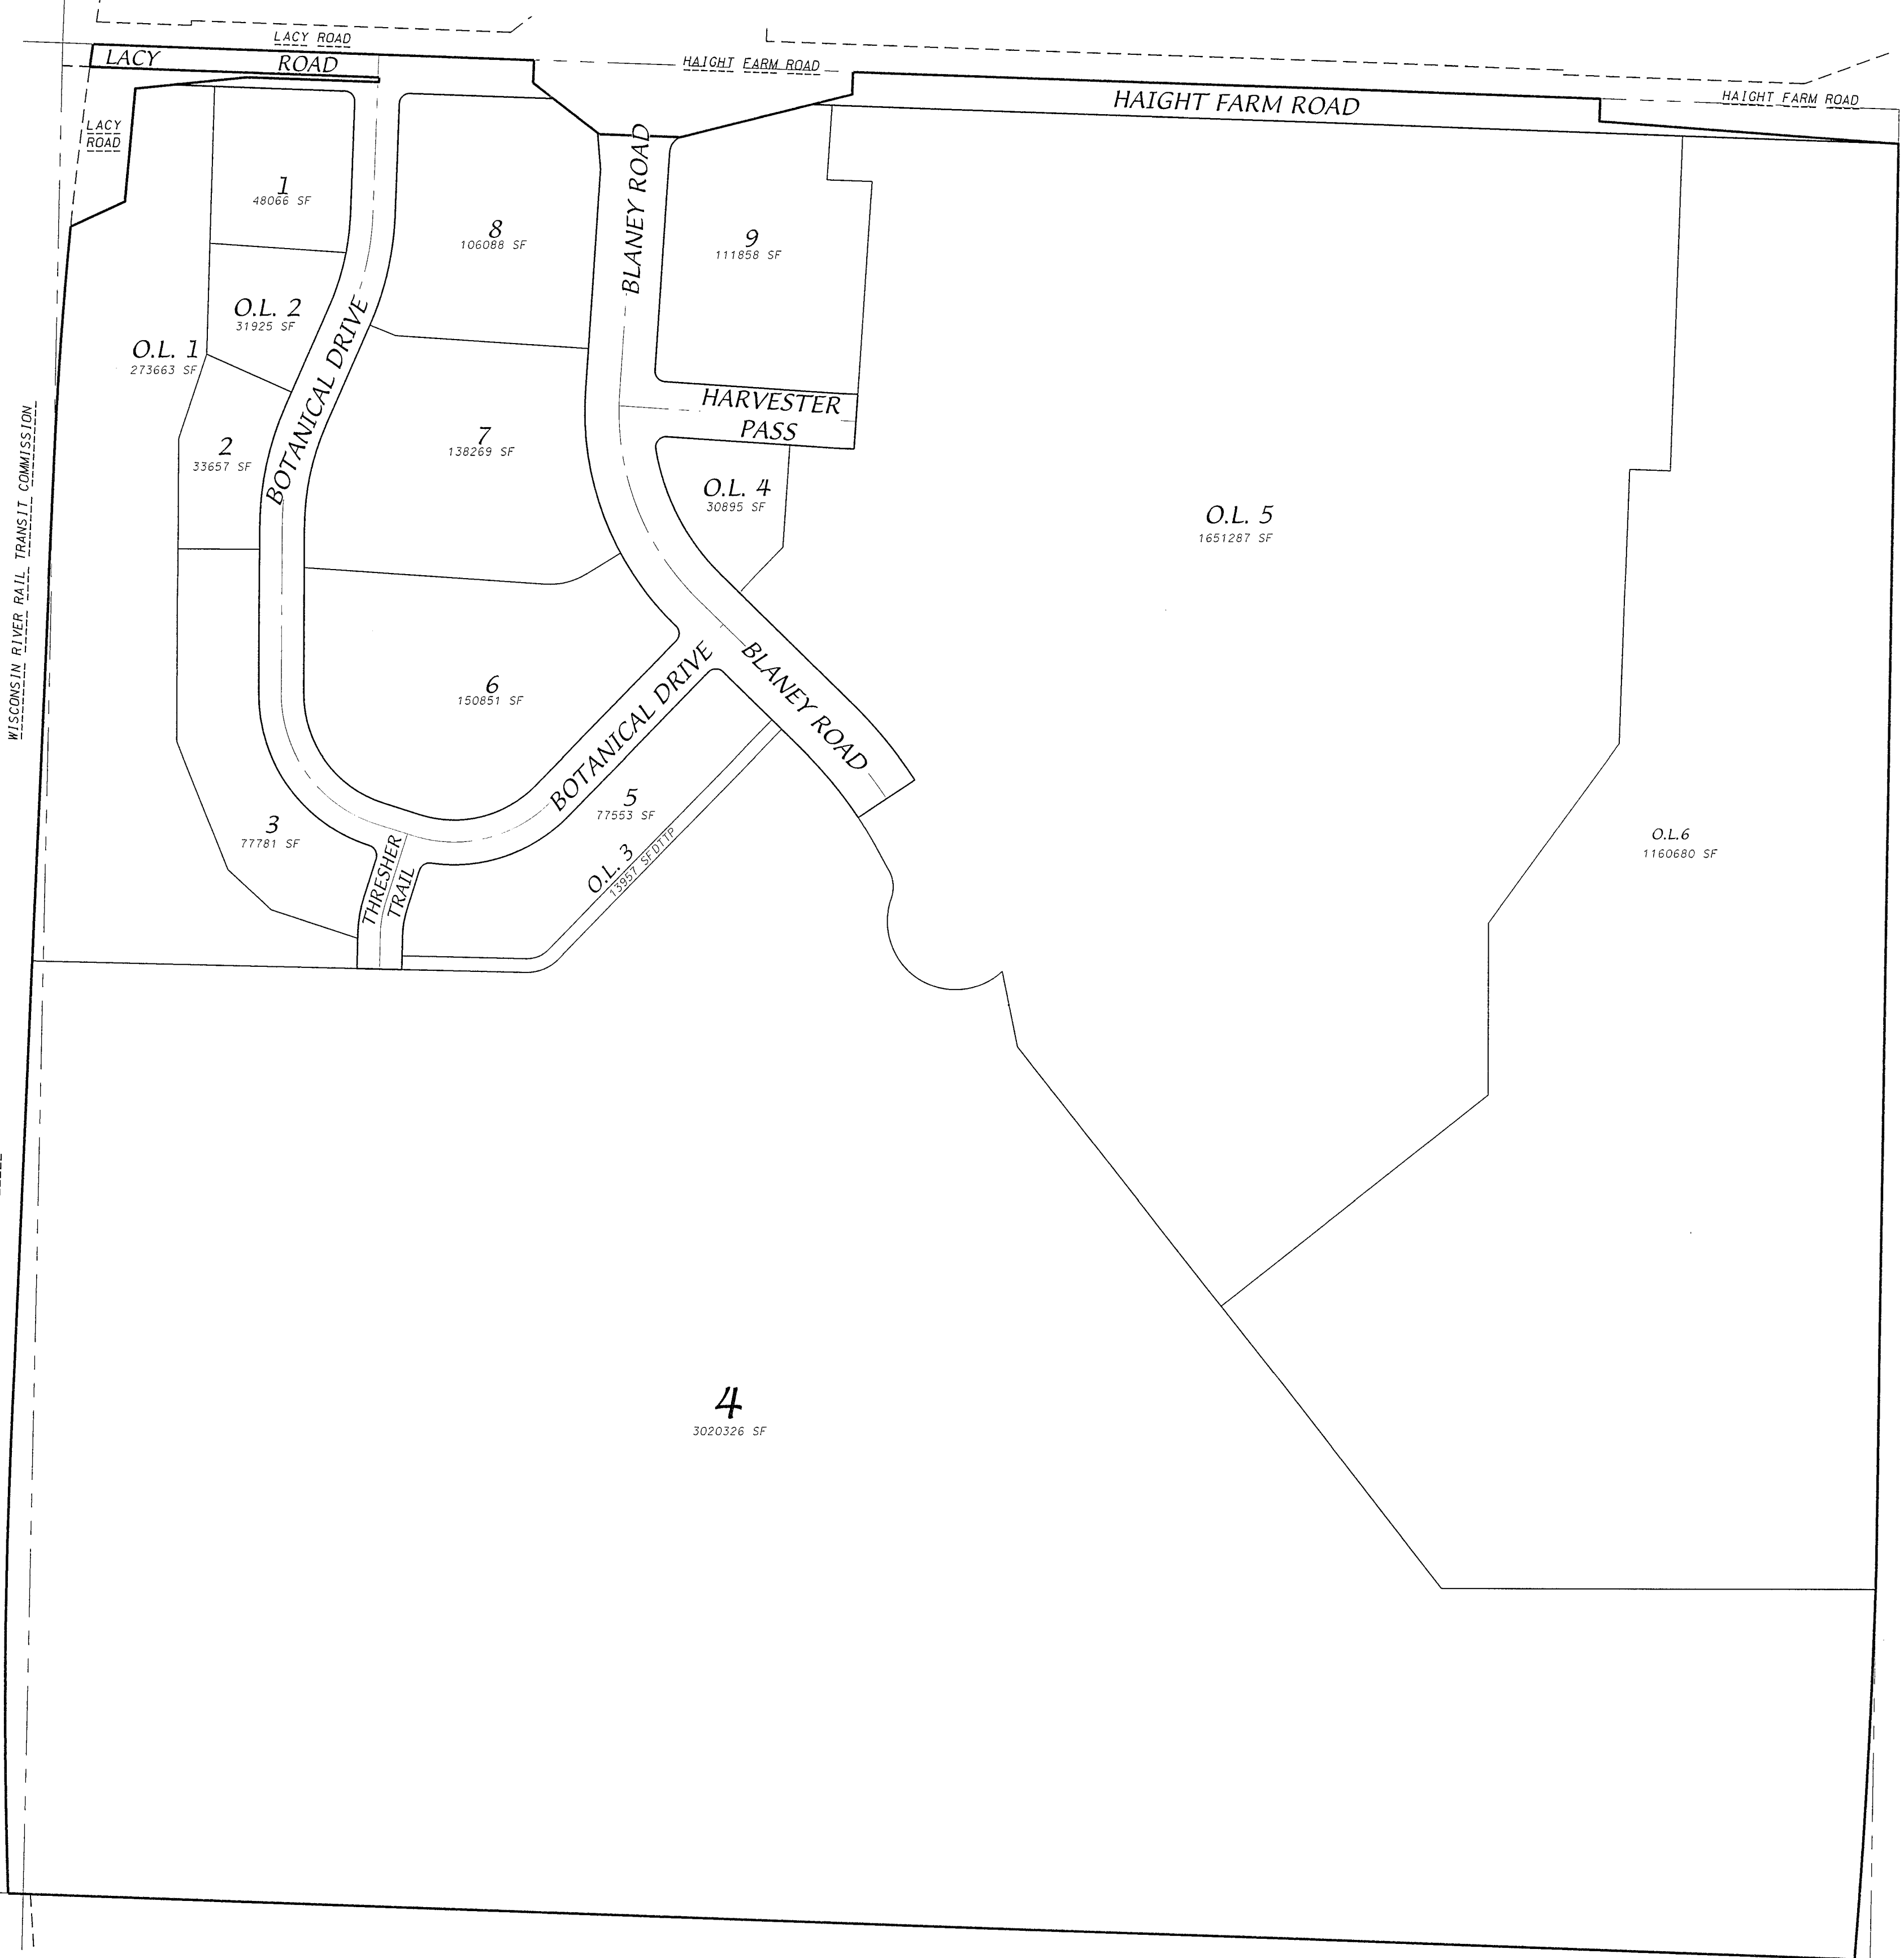 LACY ROAD
LACY ROAD
HAIGHT FARM ROAD
HAIGHT FARM ROAD
HAIGHT FARM ROAD
LACY
ROAD
1
48066 SF
8
106088 SF
BLANEY ROAD
9
111858 SF
O.L. 2
31925 SF
O.L. 1
273663 SF
BOTANICAL DRIVE
HARVESTER
PASS
2
33657 SF
7
138269 SF
O.L. 4
30895 SF
O.L. 5
1651287 SF
WISCONSIN RIVER RAIL TRANSIT COMMISSION
6
150851 SF
BOTANICAL DRIVE
BLANEY ROAD
5
77553 SF
3
77781 SF
O.L. 3
13957 SFDTTP
THRESHER
TRAIL
O.L.6
1160680 SF
4
3020326 SF